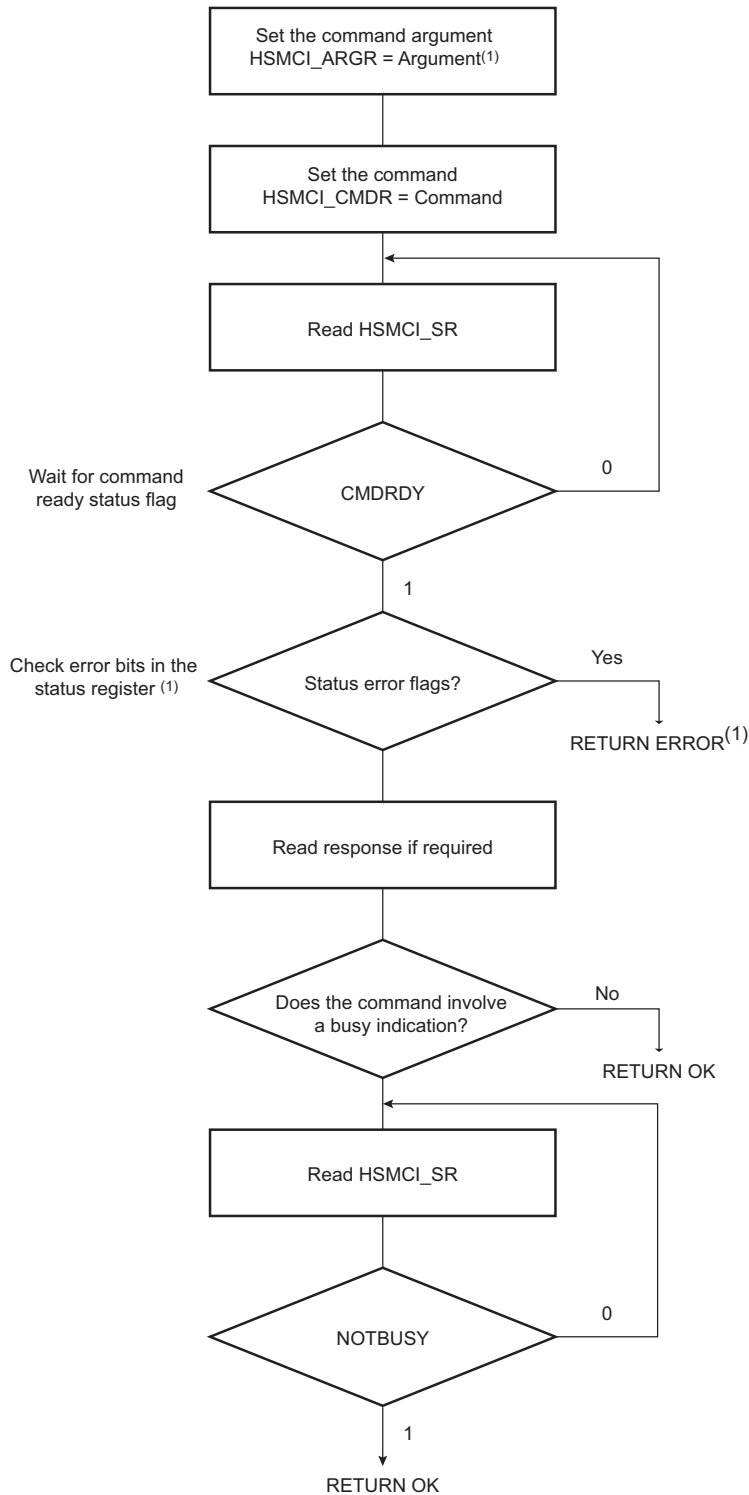 Set the command argument
HSMCI_ARGR = Argument(1)
Set the command
HSMCI_CMDR = Command
Read HSMCI_SR
Wait for command
ready status flag
CMDRDY
0
1
Check error bits in the
status register (1)
Status error flags?
Yes
RETURN ERROR(1)
Read response if required
Does the command involve
a busy indication?
No
RETURN OK
Read HSMCI_SR
NOTBUSY
0
1
RETURN OK